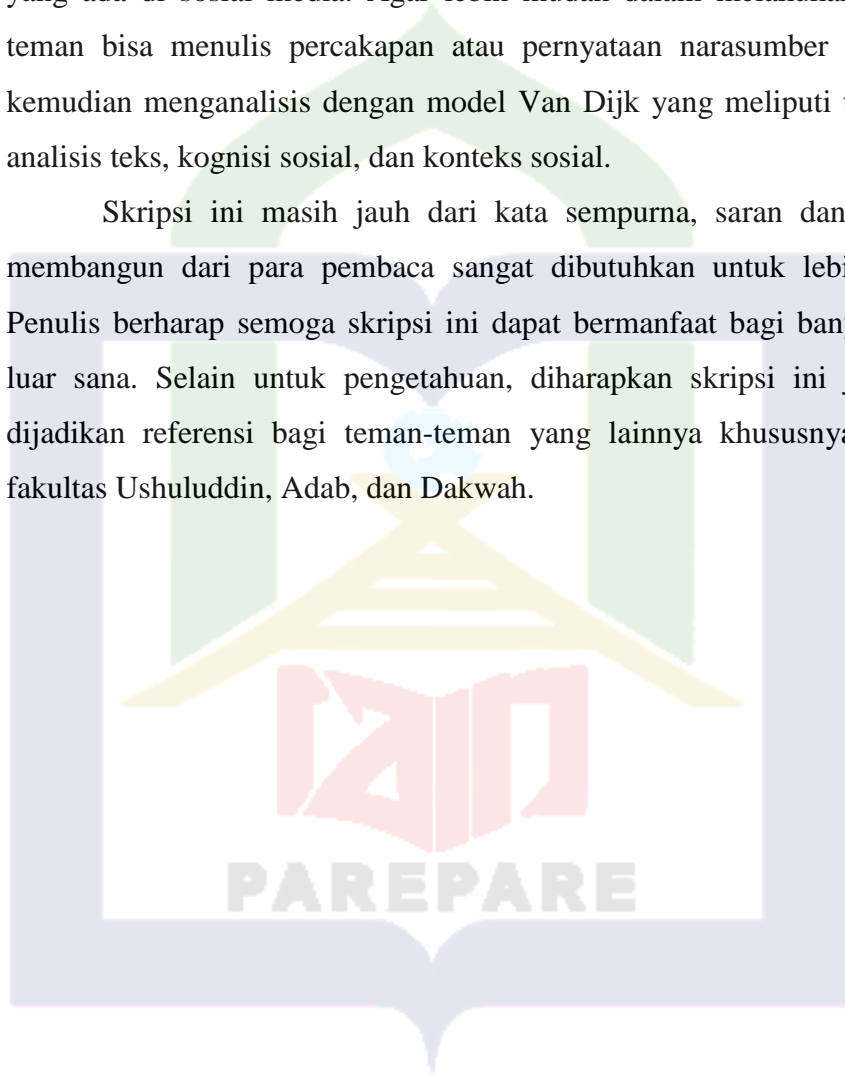 yang ada di sosial media. Agar lebih mudah dalam
teman bisa menulis percakapan atau pernyataan narasumber
kemudian menganalisis dengan model Van Dijk yang meliputi
analisis teks, kognisi sosial, dan konteks sosial.
Skripsi ini masih jauh dari kata sempurna, saran dan
membangun dari para pembaca sangat dibutuhkan untuk
Penulis berharap semoga skripsi ini dapat bermanfaat bagi
luar sana. Selain untuk pengetahuan, diharapkan skripsi ini
dijadikan referensi bagi teman-teman yang lainnya khususnya
fakultas Ushuluddin, Adab, dan Dakwah.
iain
PAREPARE